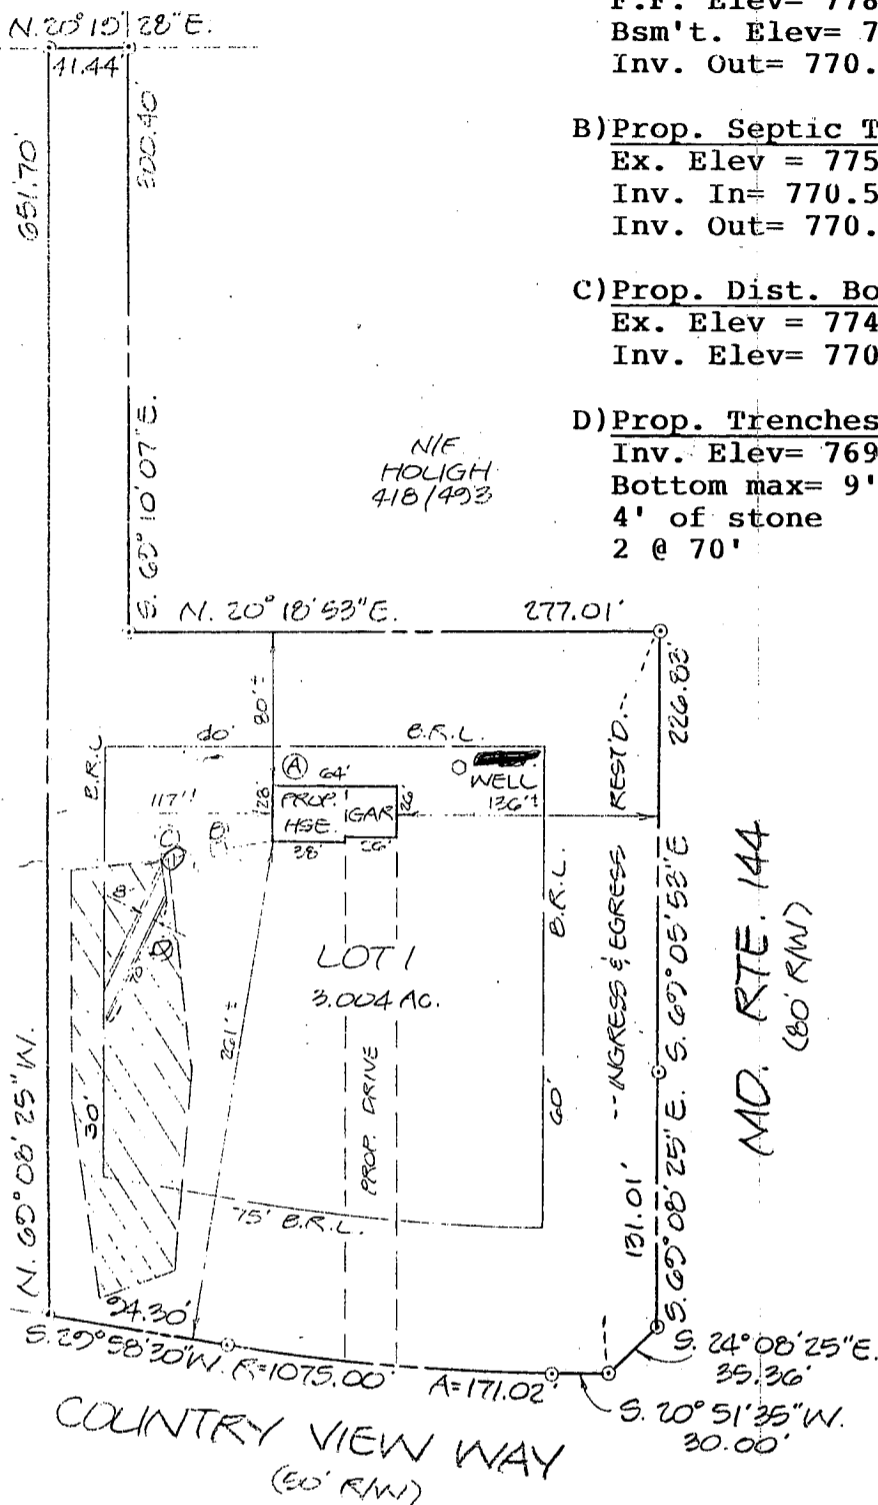 N. 20° 15' 28" E.
41.44'
651.70'
300.40'
S. 69° 10' 07" E.
F.F. Elev= 778
Bsm't. Elev= 7
Inv. Out= 770.
B) Prop. Septic T
Ex. Elev = 775
Inv. In= 770.5
Inv. Out= 770.
C) Prop. Dist. Bo
Ex. Elev = 774
Inv. Elev= 770
D) Prop. Trenches
Inv. Elev= 769
Bottom max= 9'
4' of stone
2 @ 70'
N/F
HOLIGH
418/493
N. 20° 18' 53" E.
277.01'
226.83'
80'±
60'
B.R.L.
B.R.L.
A
64'
WELL
136'±
REST'D.
117'±
C
B
28'
PROP.
HSE.
GAR
26'
38'
26'
B.R.L.
D
70'
LOT 1
3.004 AC.
--INGRESS & EGRESS
S. 69° 05' 53" E
MD. RTE. 144
(80' R/W)
261'±
PROP. DRIVE
60'
30'
N. 69° 08' 25" W.
75' B.R.L.
131.01'
S. 69° 08' 25" E.
94.30'
S. 29° 58' 30" W.
R=1075.00'
A=171.02'
S. 24° 08' 25" E.
35.36'
S. 20° 51' 35" W.
30.00'
COUNTRY VIEW WAY
(50' R/W)